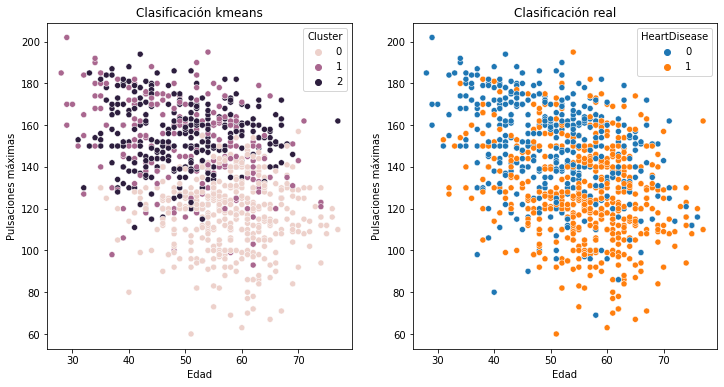 Clasificación kmeans
Cluster
0
1
2
Pulsaciones máximas
200
180
160
140
120
100
80
60
30 40 50 60 70
Edad
Clasificación real
HeartDisease
0
1
Pulsaciones máximas
200
180
160
140
120
100
80
60
30 40 50 60 70
Edad